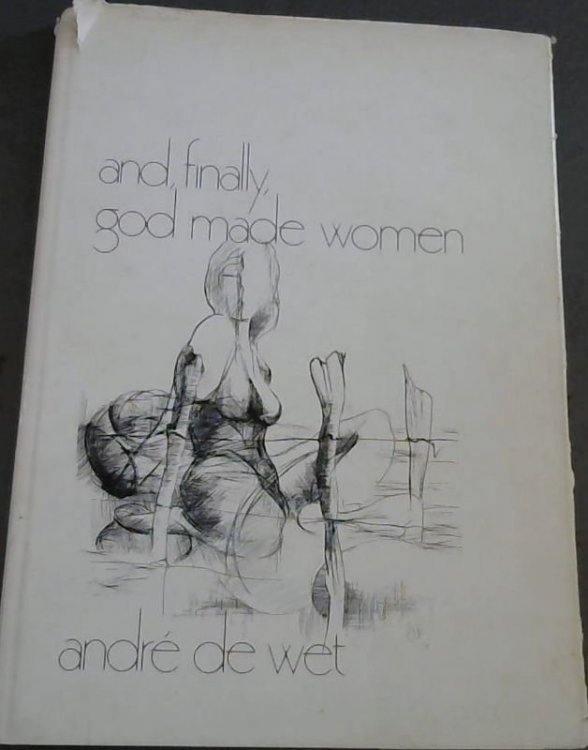 and, finally,
god made women
andré de wet